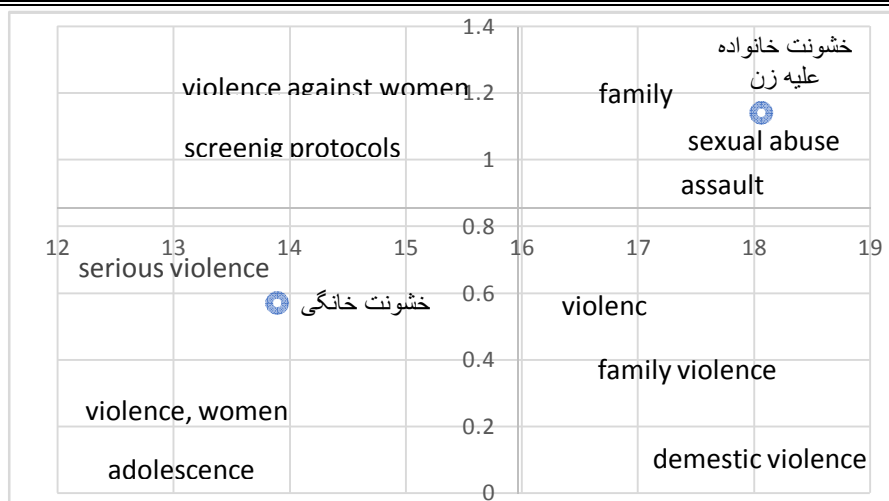 1.4
خشونت خانواده
علیه زن
violence against women
family
1.2
sexual abuse
screenig protocols
1
assault
0.8
12 13 14 15 16 17 18 19
serious violence
0.6
خشونت خانگی
violenc
0.4
family violence
violence, women
0.2
demestic violence
adolescence
0